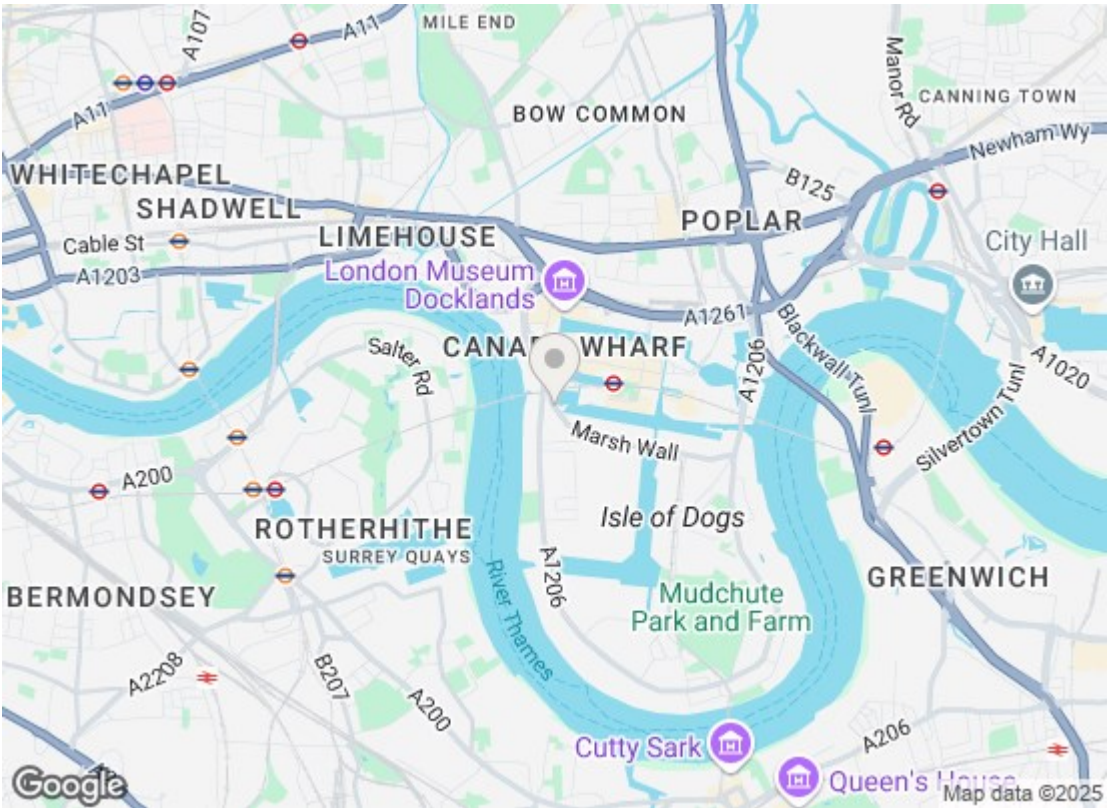 MILE END
A11
A107
A11
BOW COMMON
Manor Rd
CANNING TOWN
Newham Wy
WHITECHAPEL
SHADWELL
B125
POPLAR
Cable St
LIMEHOUSE
City Hall
A1203
London Museum
Docklands
A1261
Blackwall Tunl
CANA WHARF
Salter Rd
A1206
A1020
Silvertown Tunl
Marsh Wall
A200
Isle of Dogs
ROTHERHITHE
SURREY QUAYS
A1206
River Thames
GREENWICH
BERMONDSEY
Mudchute
Park and Farm
A2208
B207
A200
A206
Cutty Sark
Queen's House
Google
Map data ©2025